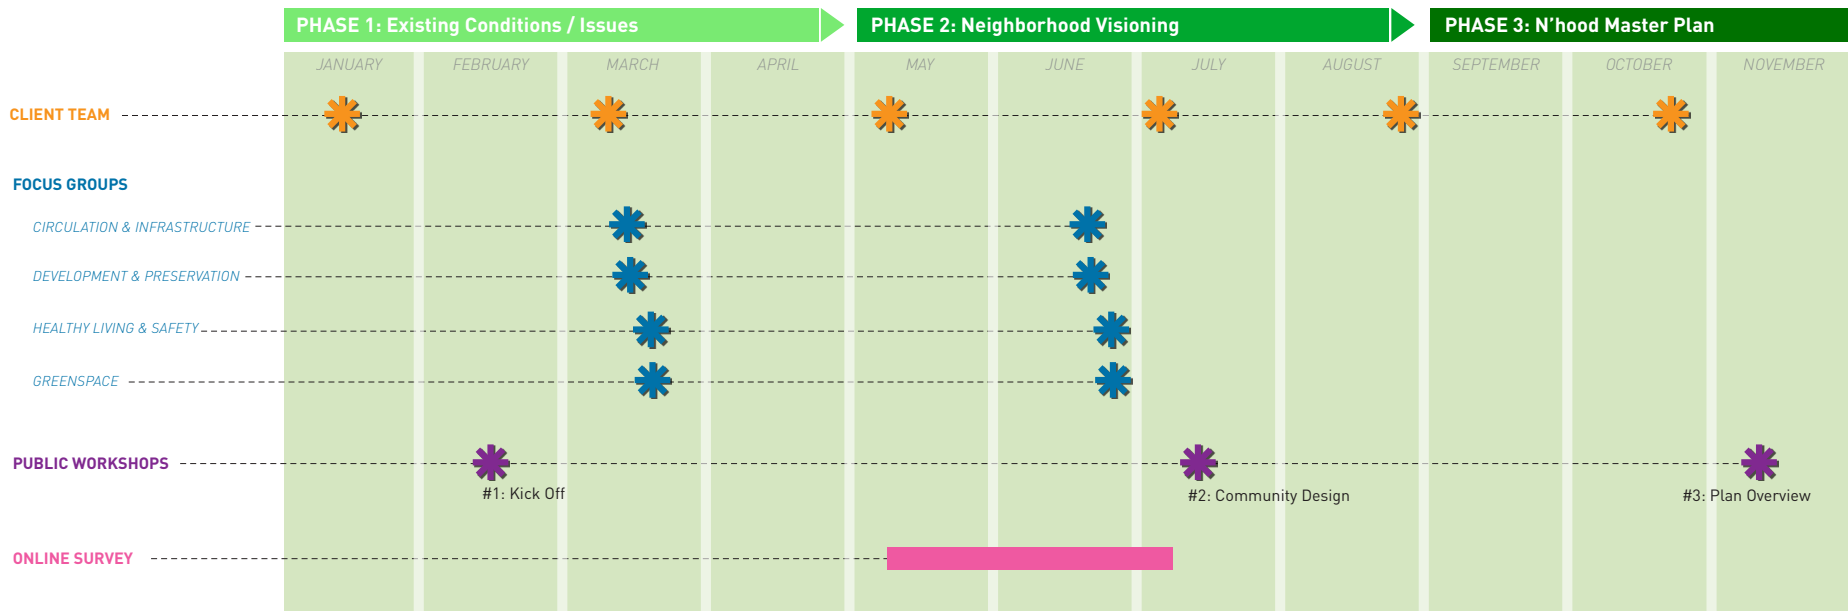 PHASE 1: Existing Conditions / Issues
PHASE 2: Neighborhood Visioning
PHASE 3: N'hood Master Plan
JANUARY
FEBRUARY
MARCH
APRIL
MAY
JUNE
JULY
AUGUST
SEPTEMBER
OCTOBER
NOVEMBER
CLIENT TEAM
FOCUS GROUPS
CIRCULATION & INFRASTRUCTURE
DEVELOPMENT & PRESERVATION
HEALTHY LIVING & SAFETY
GREENSPACE
PUBLIC WORKSHOPS
#1: Kick Off
#2: Community Design
#3: Plan Overview
ONLINE SURVEY